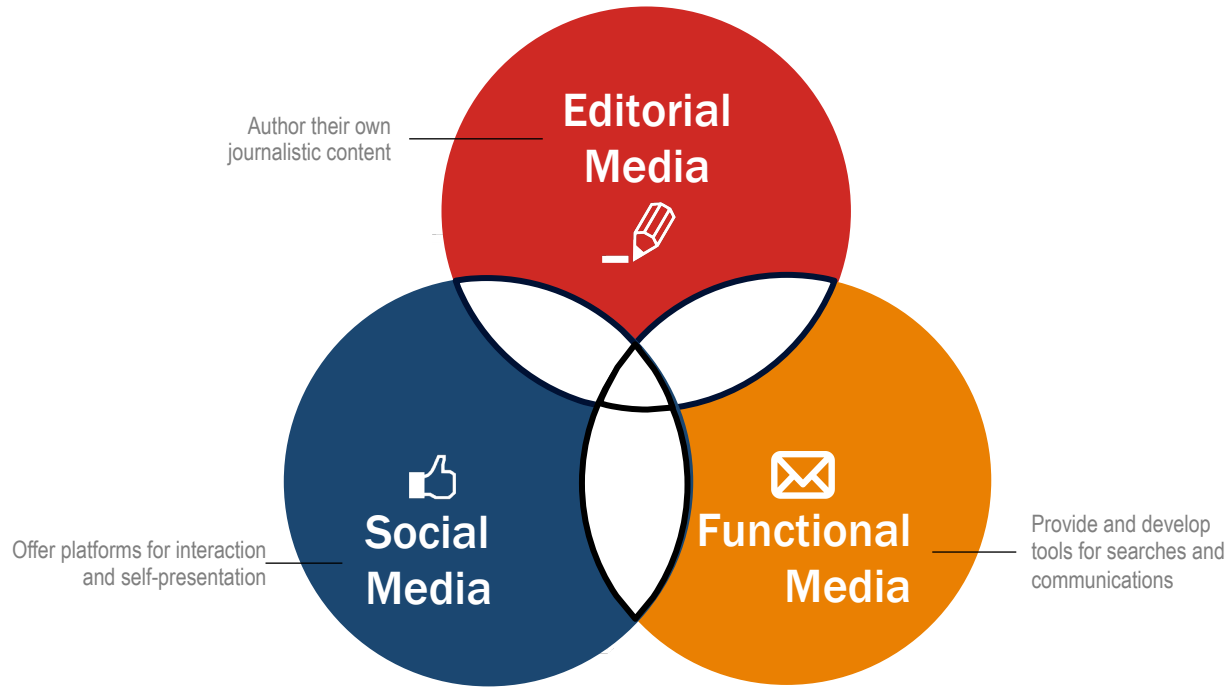 Editorial
Media
Author their own
journalistic content
Social
Media
Offer platforms for interaction
and self-presentation
Functional
Media
Provide and develop
tools for searches and
communications